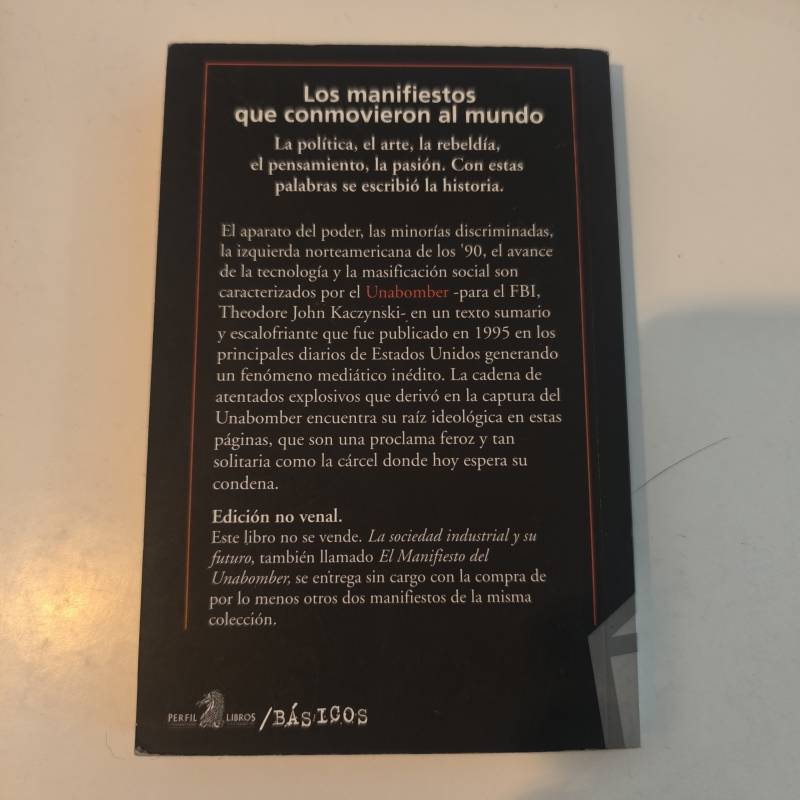 Los manifiestos
que conmovieron al mundo
La política, el arte, la rebeldía,
el pensamiento, la pasión. Con estas
palabras se escribió la historia.
El aparato del poder, las minorías discriminadas,
la izquierda norteamericana de los '90, el avance
de la tecnología y la masificación social son
caracterizados por el Unabomber -para el FBI,
Theodore John Kaczynski- en un texto sumario
y escalofriante que fue publicado en 1995 en los
principales diarios de Estados Unidos generando
un fenómeno mediático inédito. La cadena de
atentados explosivos que derivó en la captura del
Unabomber encuentra su raíz ideológica en estas
páginas, que son una proclama feroz y tan
solitaria como la cárcel donde hoy espera su
condena.
Edición no venal.
Este libro no se vende. La sociedad industrial y su
futuro, también llamado El Manifiesto del
Unabomber, se entrega sin cargo con la compra de
por lo menos otros dos manifiestos de la misma
colección.
PERFIL LIBROS /BÁSICOS